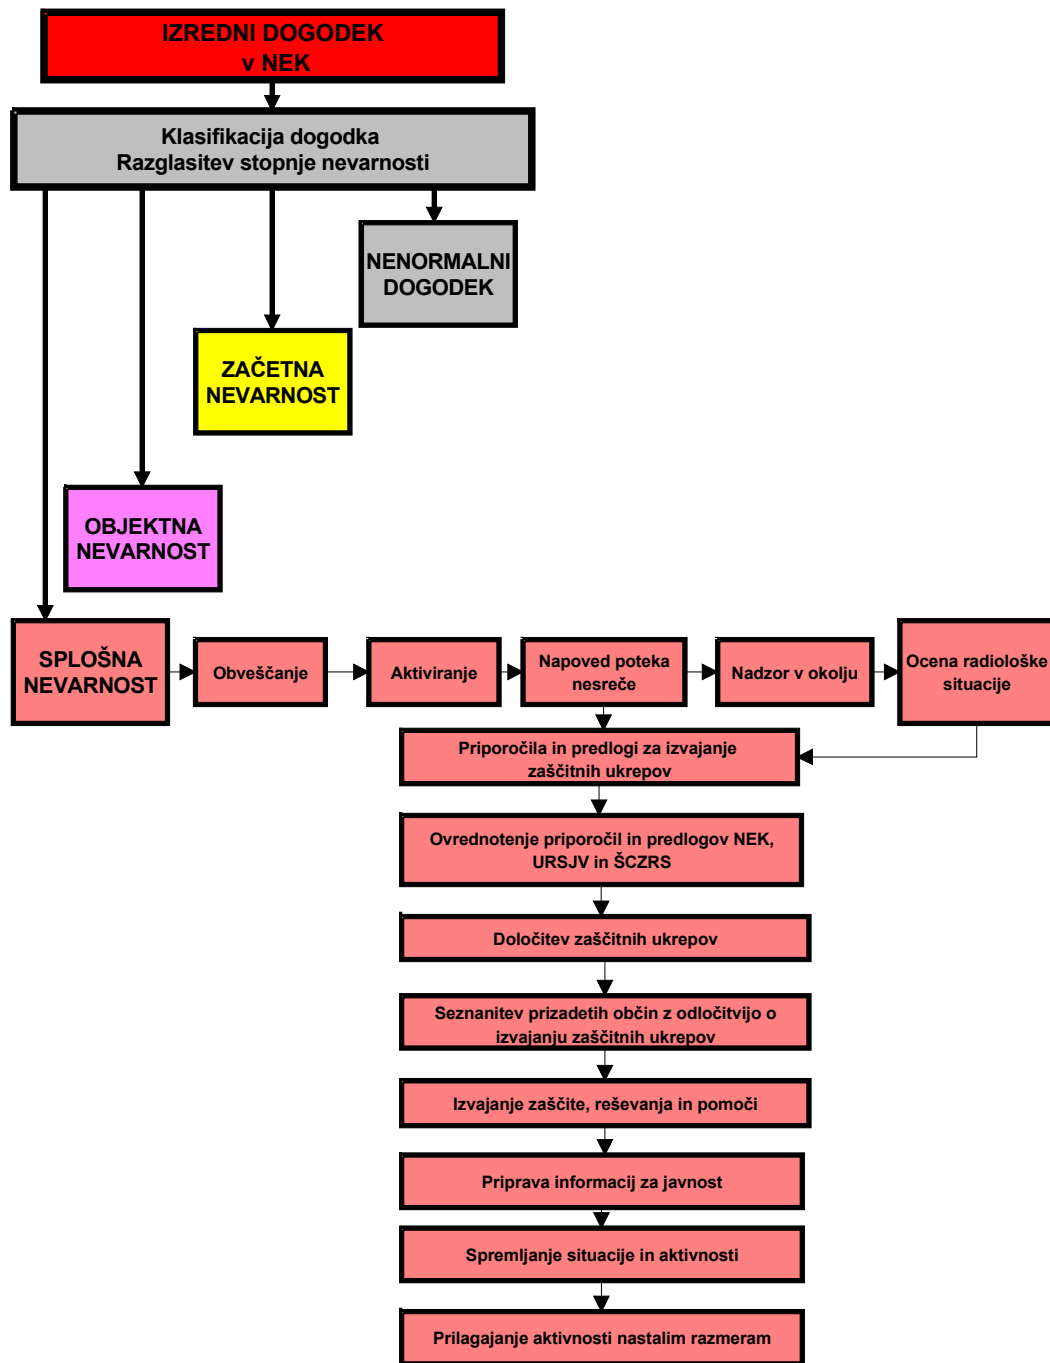 IZREDNI DOGODEK
v NEK
Klasifikacija dogodka
Razglasitev stopnje nevarnosti
NENORMALNI
DOGODEK
ZAČETNA
NEVARNOST
OBJEKTNA
NEVARNOST
SPLOŠNA
NEVARNOST
Obveščanje
Aktiviranje
Napoved poteka
nesreče
Nadzor v okolju
Ocena radiološke
situacije
Priporočila in predlogi za izvajanje
zaščitnih ukrepov
Ovrednotenje priporočil in predlogov NEK,
URSJV in ŠCZRS
Določitev zaščitnih ukrepov
Seznanitev prizadetih občin z odločitvijo o
izvajanju zaščitnih ukrepov
Izvajanje zaščite, reševanja in pomoči
Priprava informacij za javnost
Spremljanje situacije in aktivnosti
Prilagajanje aktivnosti nastalim razmeram